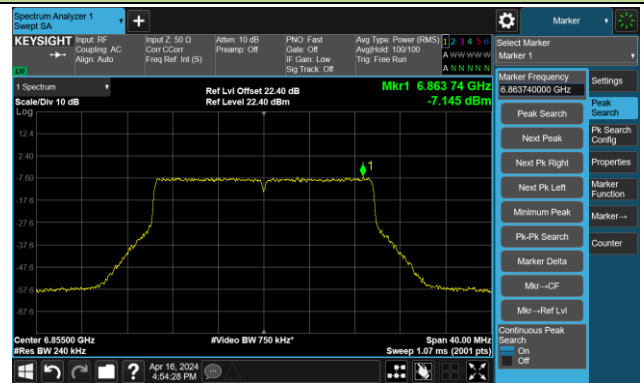 Spectrum Analyzer 1
Swept SA
Marker
KEYSIGHT
Input: RF
Coupling: AC
Align: Auto
Input Z: 50 Ω
Corr CCorr
Freq Ref: Int (S)
Atten: 10 dB
Preamp: Off
PNO: Fast
Gate: Off
IF Gain: Low
Sig Track: Off
Avg Type: Power (RMS)
Avg|Hold: 100/100
Trig: Free Run
1 2 3 4 5 6
A W W W W W
A N N N N N
Select Marker
Marker 1
LXI
1 Spectrum
Scale/Div 10 dB
Log
Ref Lvl Offset 22.40 dB
Ref Level 22.40 dBm
Mkr1 6.863 74 GHz
-7.145 dBm
1
12.4
2.40
-7.60
-17.6
-27.6
-37.6
-47.6
-57.6
-67.6
Center 6.85500 GHz
#Res BW 240 kHz
#Video BW 750 kHz*
Span 40.00 MHz
Sweep 1.07 ms (2001 pts)
Marker Frequency
6.863740000 GHz
Peak Search
Next Peak
Next Pk Right
Next Pk Left
Minimum Peak
Pk-Pk Search
Marker Delta
Mkr→CF
Mkr→Ref Lvl
Continuous Peak
Search
On
Off
Settings
Peak
Search
Pk Search
Config
Properties
Marker
Function
Marker→
Counter
Apr 16, 2024
4:54:28 PM